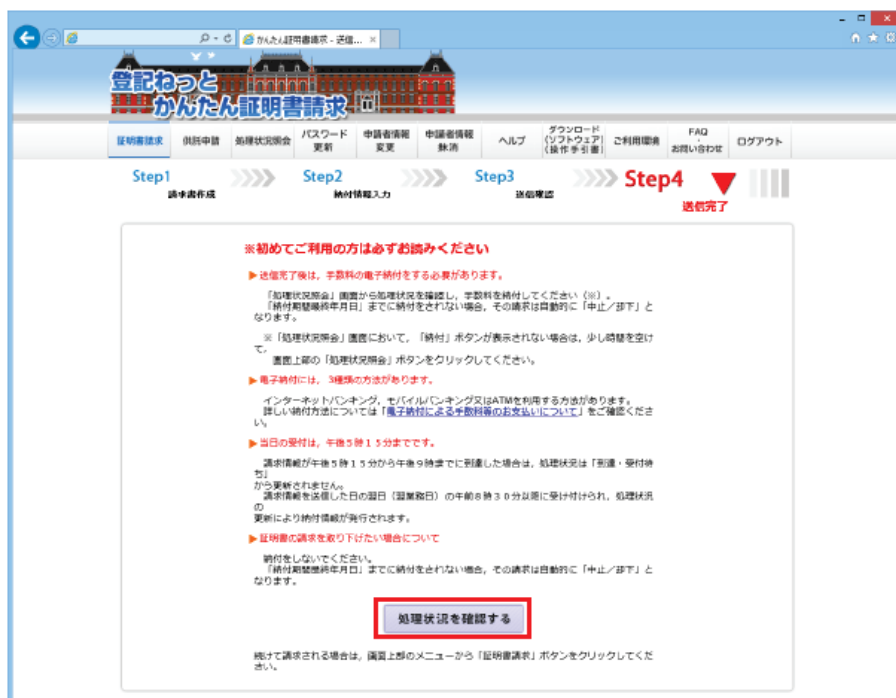 かんたん証明書請求 - 送信...
登記ねっと
かんたん証明書請求
証明書請求
供託申請
処理状況照会
パスワード
更新
申請者情報
変更
申請者情報
抹消
ヘルプ
ダウンロード
(ソフトウェア)
(操作手引書)
ご利用環境
FAQ
・
お問い合わせ
ログアウト
Step1
請求書作成
Step2
納付情報入力
Step3
送信確認
Step4
送信完了
※初めてご利用の方は必ずお読みください
▶送信完了後は，手数料の電子納付をする必要があります。
「処理状況照会」画面から処理状況を確認し，手数料を納付してください（※）。
「納付期間最終年月日」までに納付をされない場合，その請求は自動的に「中止／却下」と
なります。
※「処理状況照会」画面において，「納付」ボタンが表示されない場合は，少し時間を空け
て，
画面上部の「処理状況照会」ボタンをクリックしてください。
▶電子納付には，3種類の方法があります。
インターネットバンキング，モバイルバンキング又はATMを利用する方法があります。
詳しい納付方法については「電子納付による手数料等のお支払いについて」をご確認くださ
い。
▶当日の受付は，午後５時１５分までです。
請求情報が午後５時１５分から午後９時までに到達した場合は，処理状況は「到達・受付待
ち」
から更新されません。
請求情報を送信した日の翌日（翌業務日）の午前８時３０分以降に受け付けられ，処理状況
の
更新により納付情報が発行されます。
▶証明書の請求を取り下げたい場合について
納付をしないでください。
「納付期間最終年月日」までに納付をされない場合，その請求は自動的に「中止／却下」と
なります。
処理状況を確認する
続けて請求される場合は，画面上部のメニューから「証明書請求」ボタンをクリックしてくだ
さい。